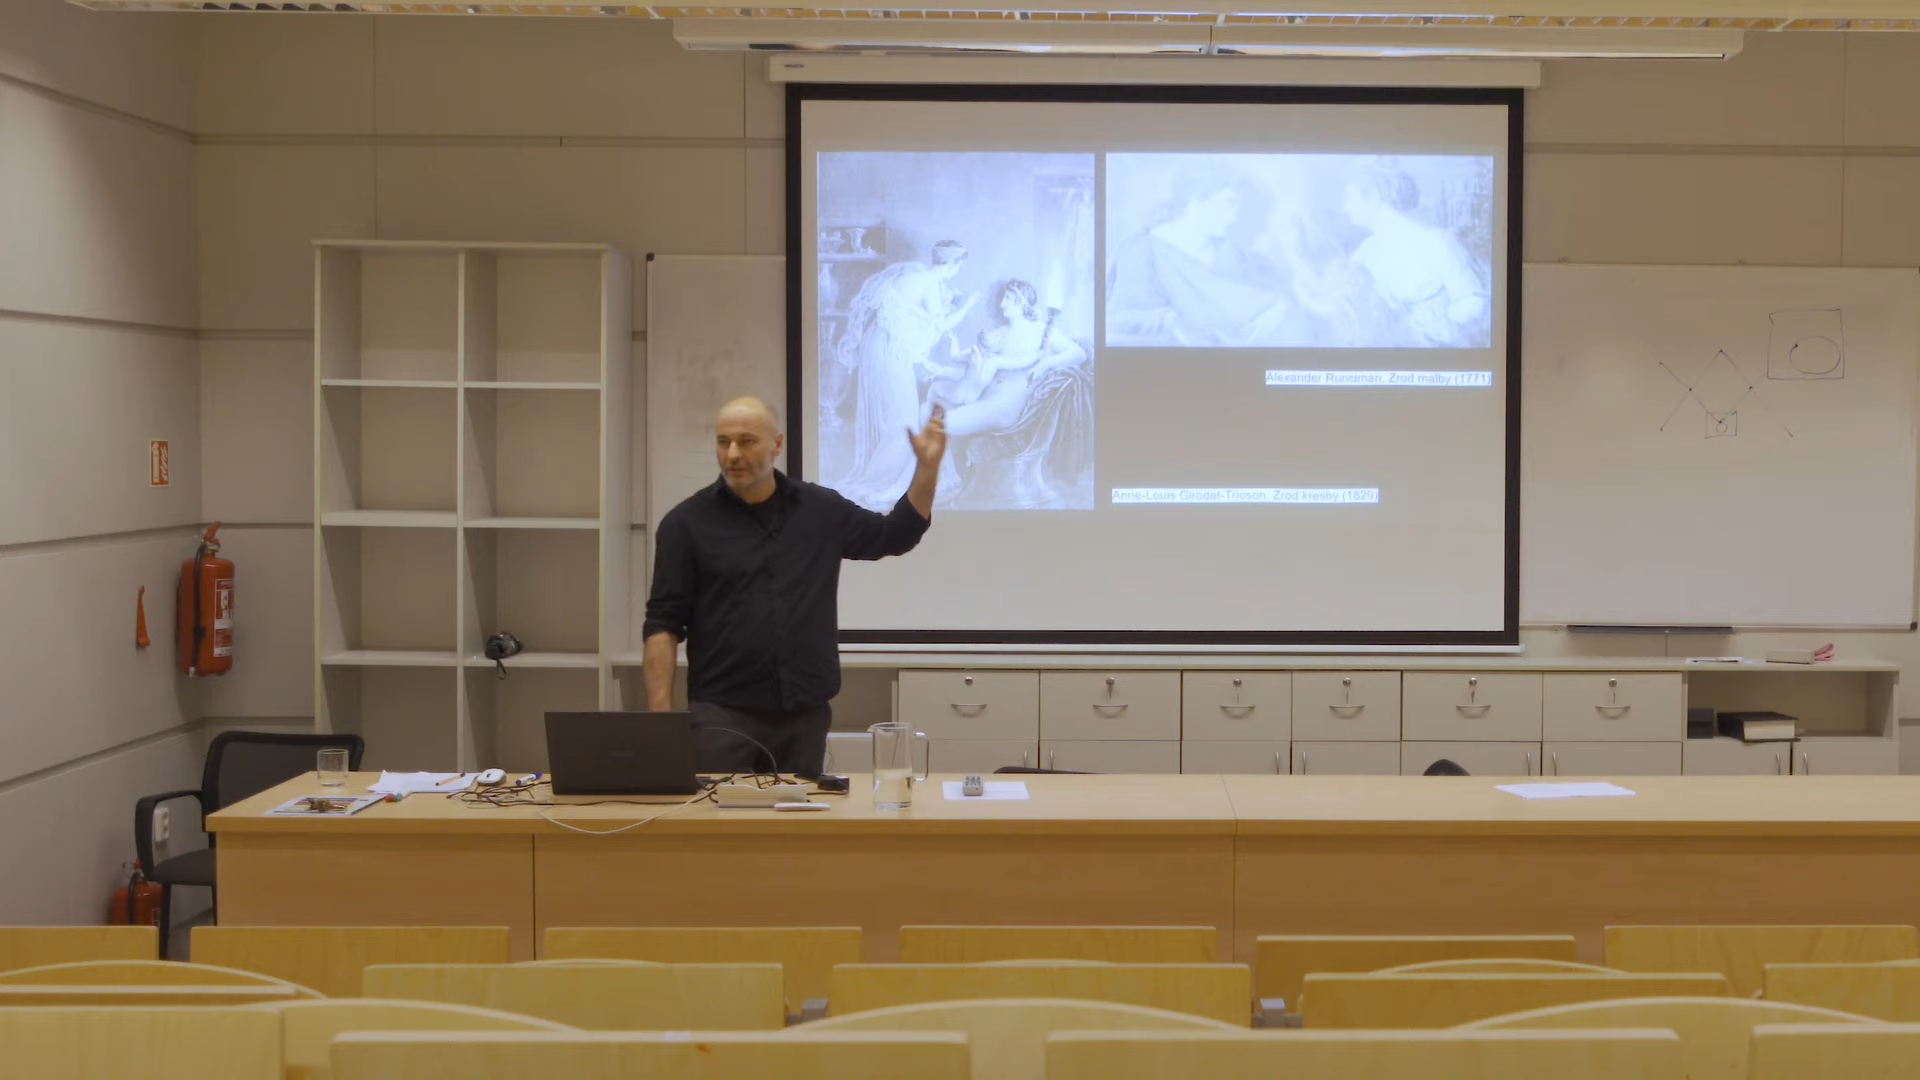 Alexander Runciman, Zrod malby (1771)
Anne-Louis Girodet-Trioson, Zrod kresby (1829)